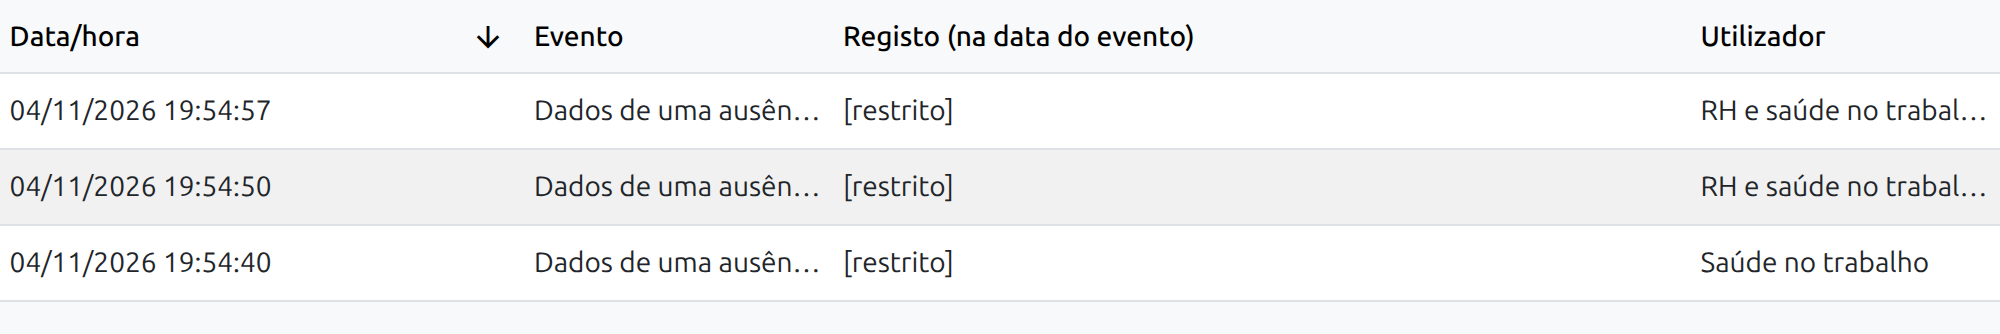 Data/hora ↓ Evento Registo (na data do evento) Utilizador
04/11/2026 19:54:57 Dados de uma ausên… [restrito] RH e saúde no trabal…
04/11/2026 19:54:50 Dados de uma ausên… [restrito] RH e saúde no trabal…
04/11/2026 19:54:40 Dados de uma ausên… [restrito] Saúde no trabalho